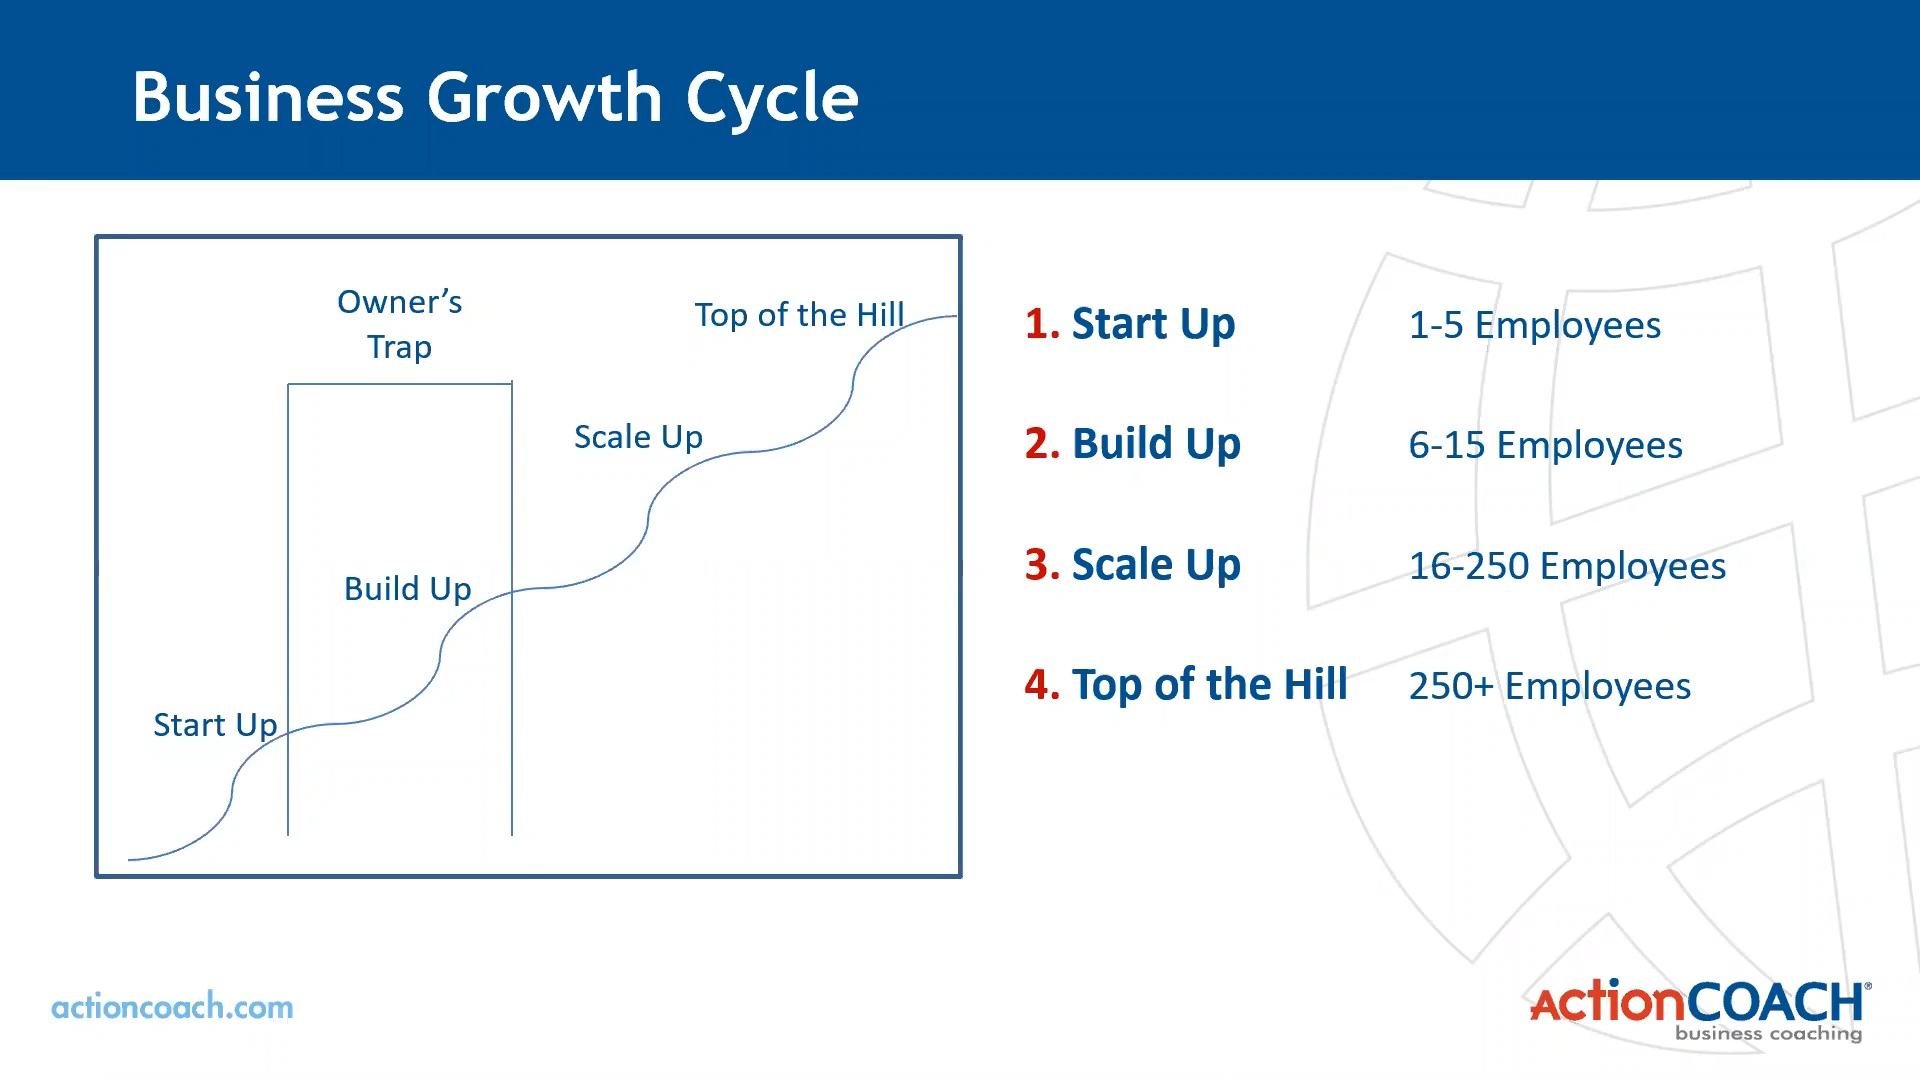 Business Growth Cycle
Owner’s
Trap
Top of the Hill
Scale Up
Build Up
Start Up
1. Start Up 1-5 Employees
2. Build Up 6-15 Employees
3. Scale Up 16-250 Employees
4. Top of the Hill 250+ Employees
actioncoach.com
ActionCOACH®
business coaching